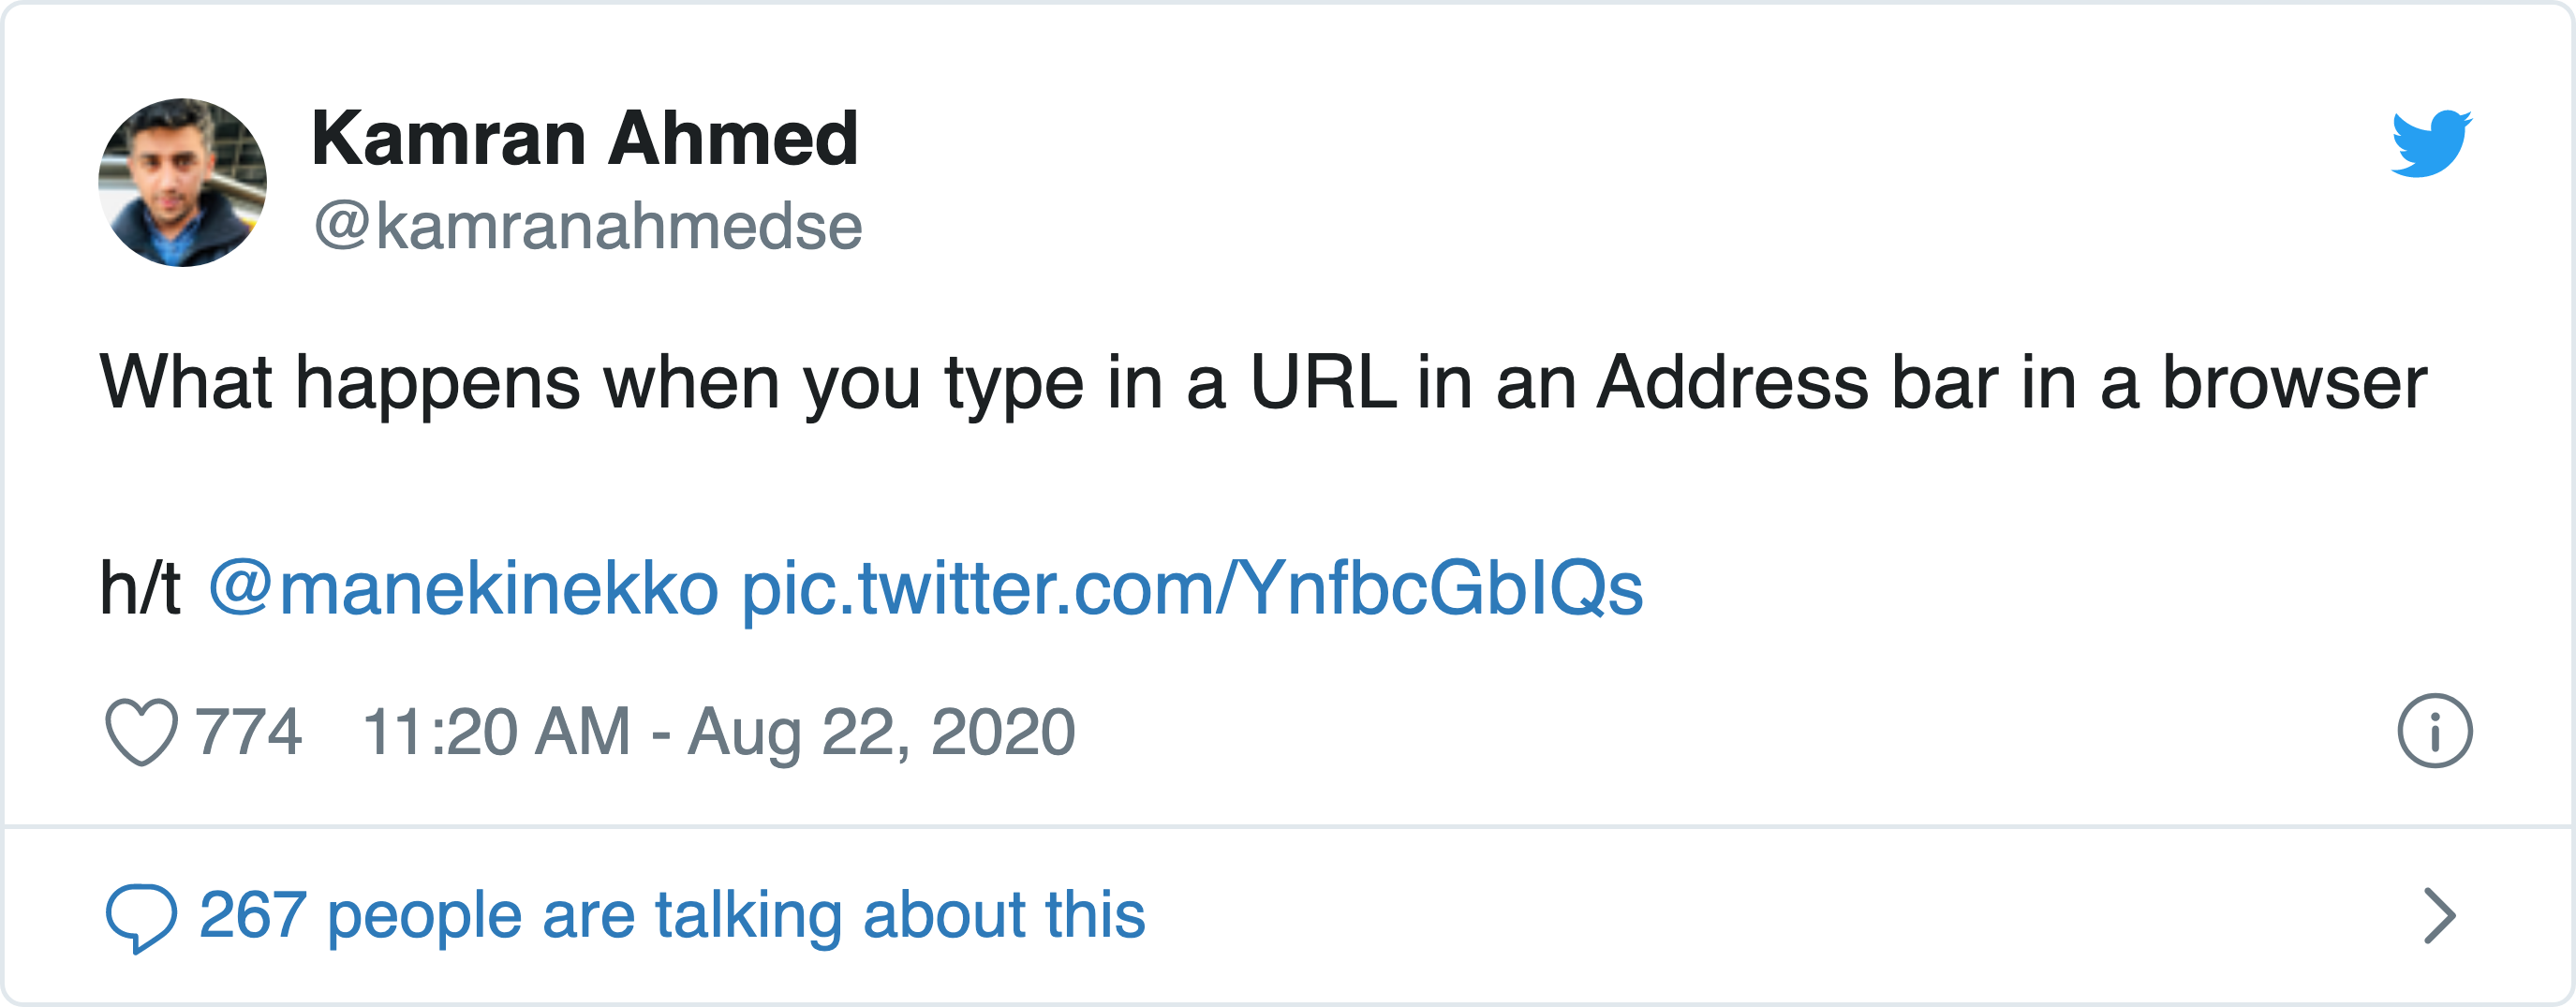 Kamran Ahmed
@kamranahmedse
What happens when you type in a URL in an Address bar in a browser
h/t @manekinekko pic.twitter.com/YnfbcGbIQs
774 11:20 AM - Aug 22, 2020
267 people are talking about this